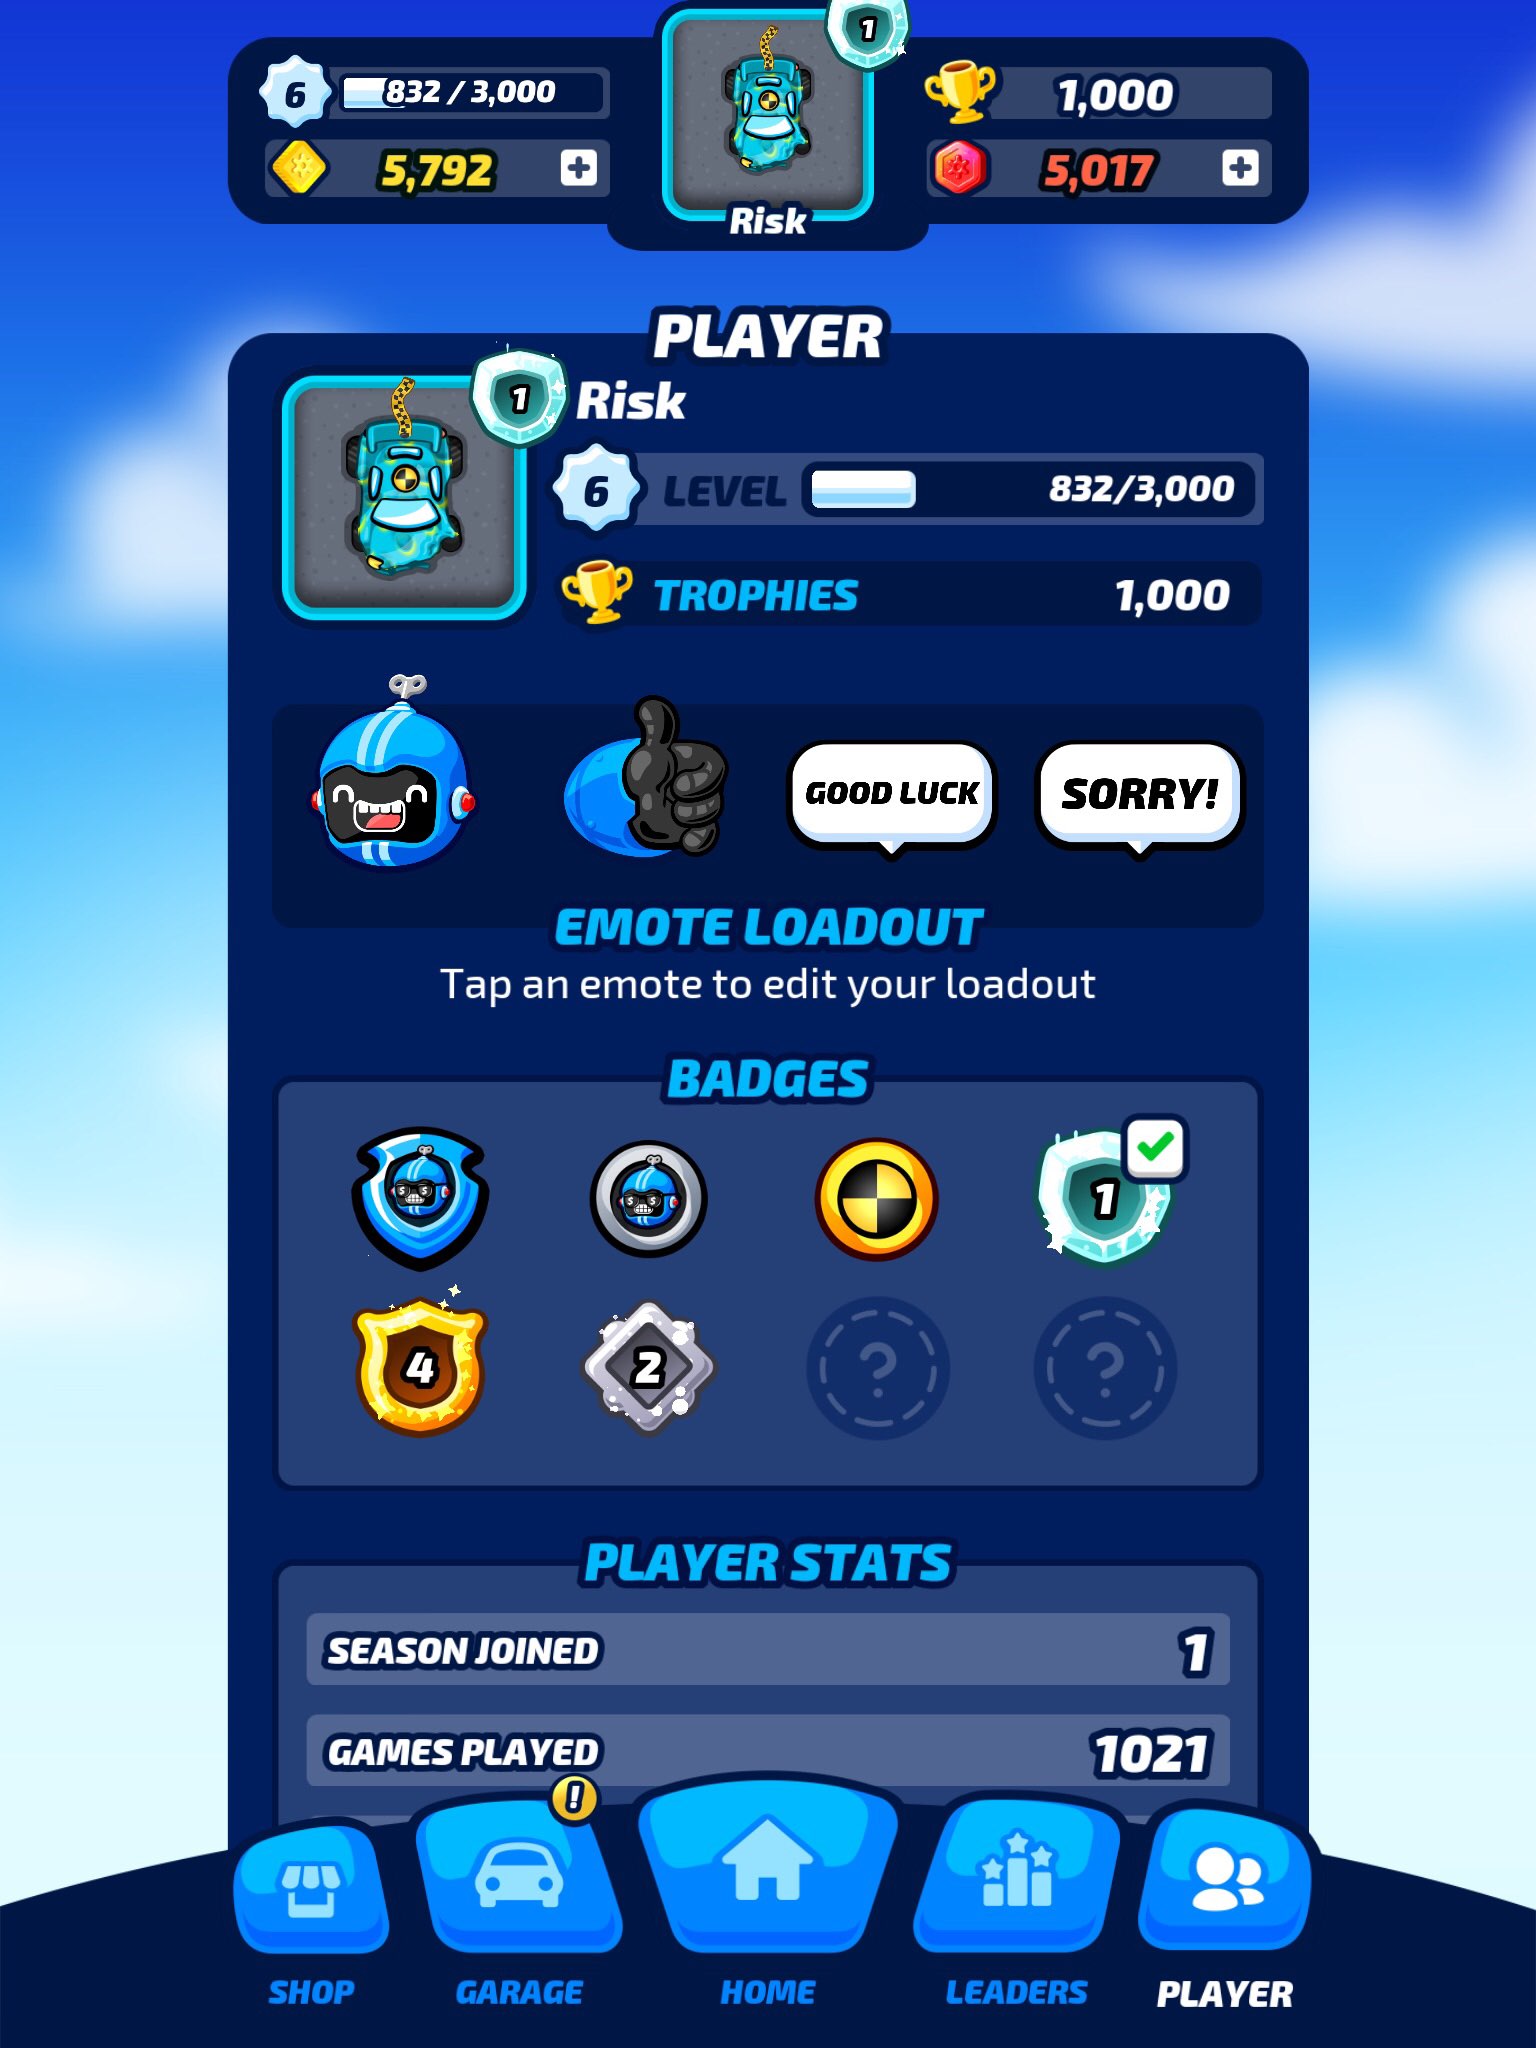 1
6
832 / 3,000
1,000
5,792
5,017
Risk
PLAYER
1
Risk
6
LEVEL
832/3,000
TROPHIES
1,000
GOOD LUCK
SORRY!
EMOTE LOADOUT
Tap an emote to edit your loadout
BADGES
1
4
2
?
?
PLAYER STATS
SEASON JOINED
1
GAMES PLAYED
1021
!
SHOP
GARAGE
HOME
LEADERS
PLAYER